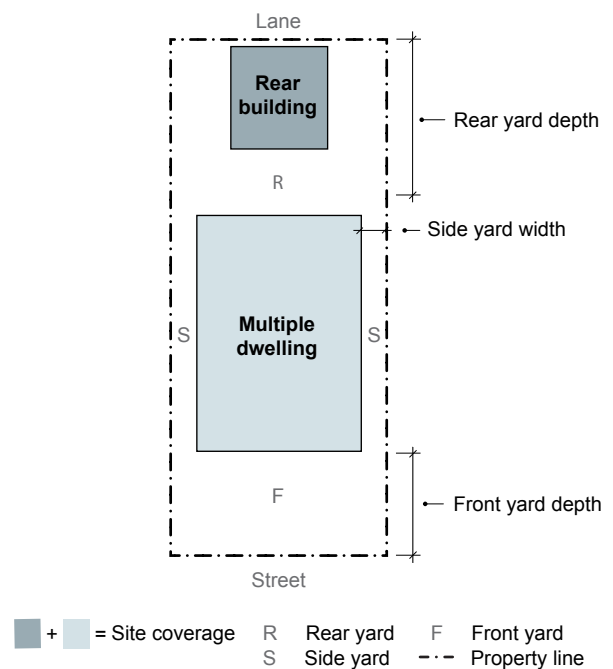 Lane
Rear
building
Rear yard depth
R
Side yard width
Multiple
dwelling
S
S
Front yard depth
F
Street
+ = Site coverage R Rear yard F Front yard
S Side yard Property line